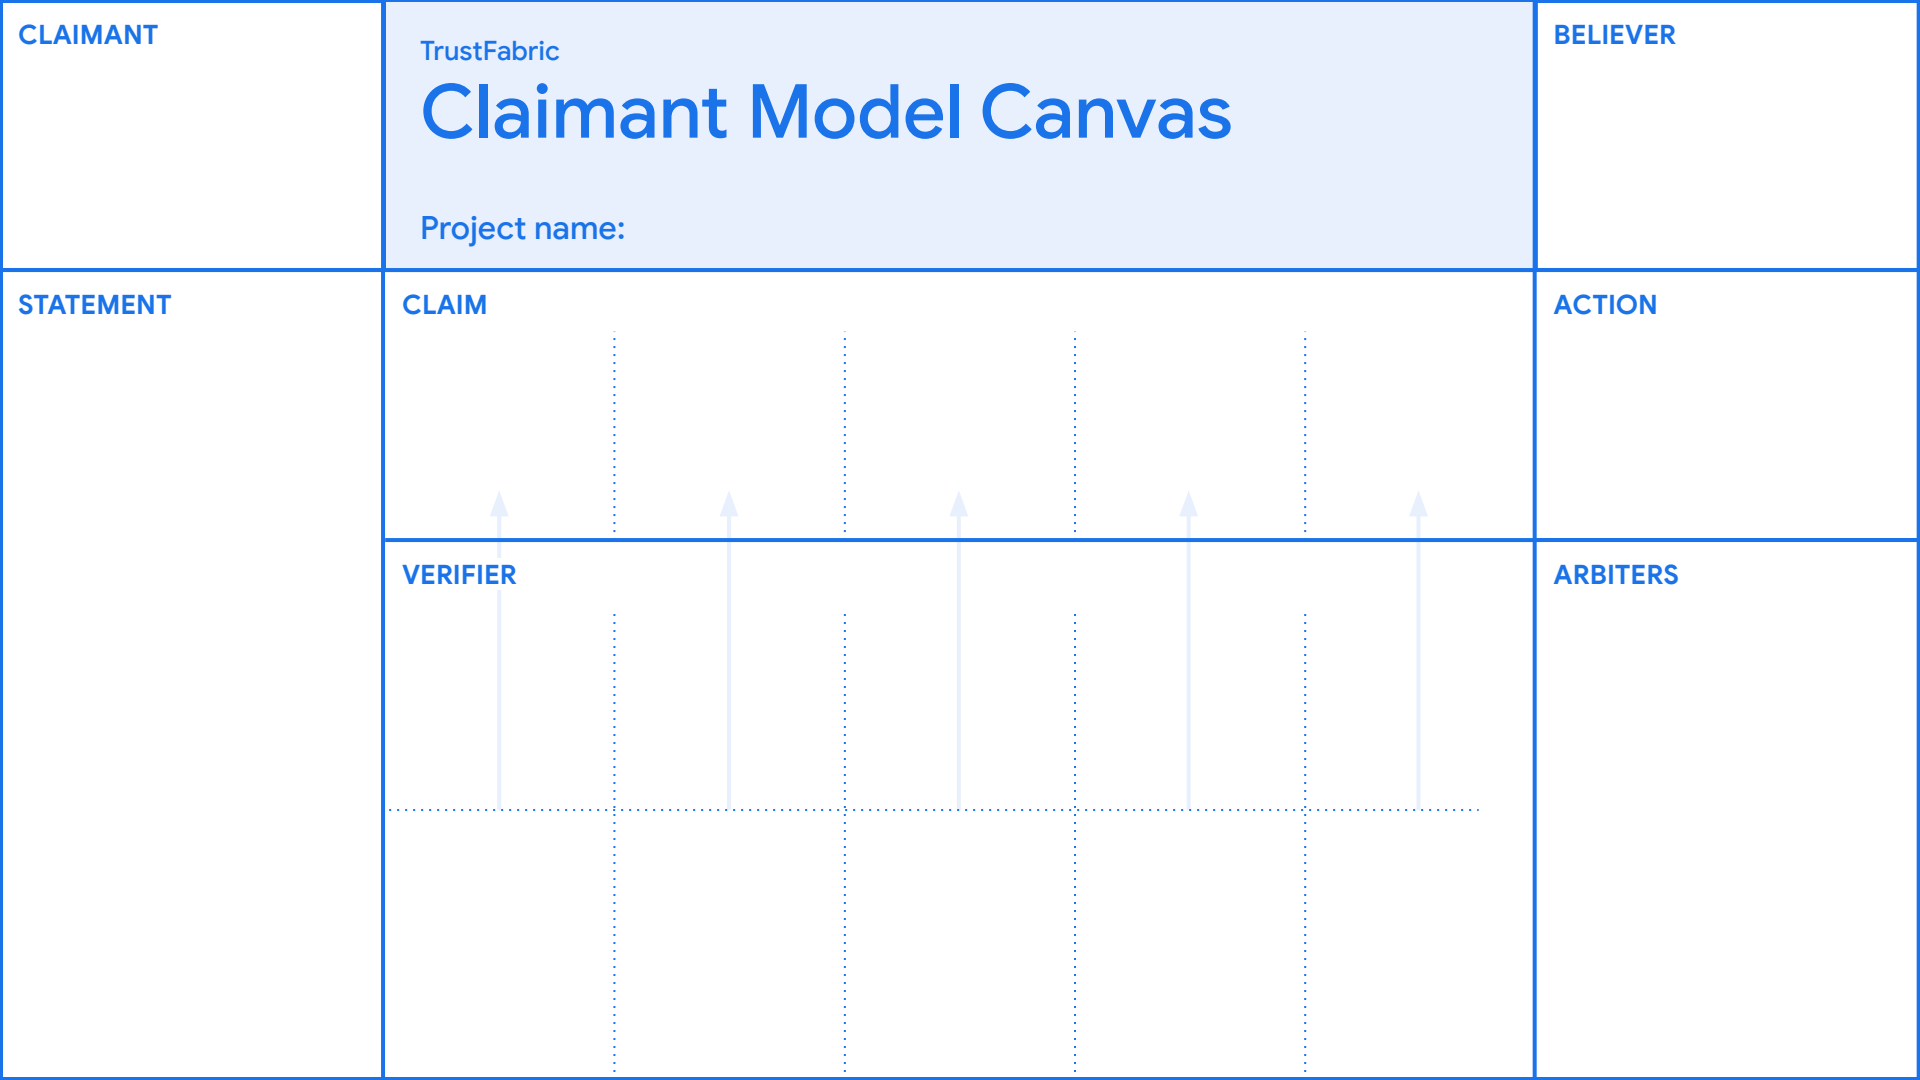 CLAIMANT
TrustFabric
Claimant Model Canvas
Project name:
BELIEVER
STATEMENT
CLAIM
ACTION
VERIFIER
ARBITERS